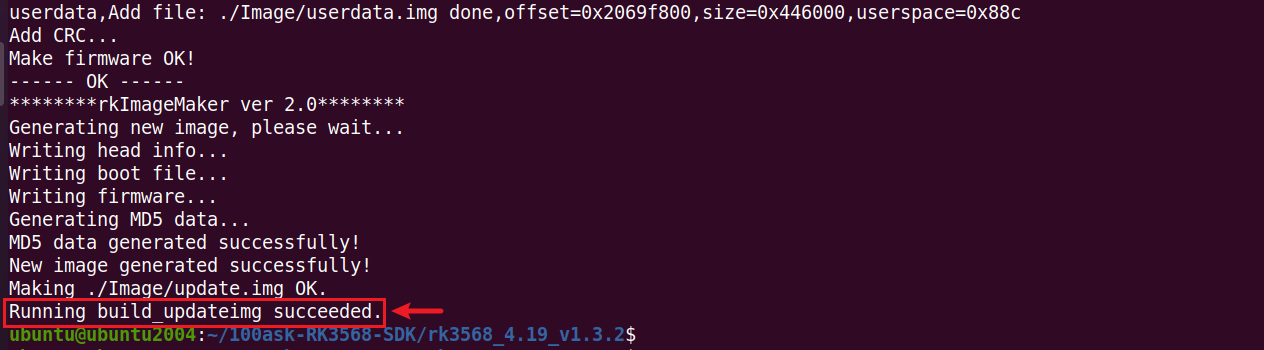 userdata,Add file: ./Image/userdata.img done,offset=0x2069f800,size=0x446000,userspace=0x88c
Add CRC...
Make firmware OK!
------ OK ------
********rkImageMaker ver 2.0********
Generating new image, please wait...
Writing head info...
Writing boot file...
Writing firmware...
Generating MD5 data...
MD5 data generated successfully!
New image generated successfully!
Making ./Image/update.img OK.
Running build_updateimg succeeded.
ubuntu@ubuntu2004:~/100ask-RK3568-SDK/rk3568_4.19_v1.3.2$